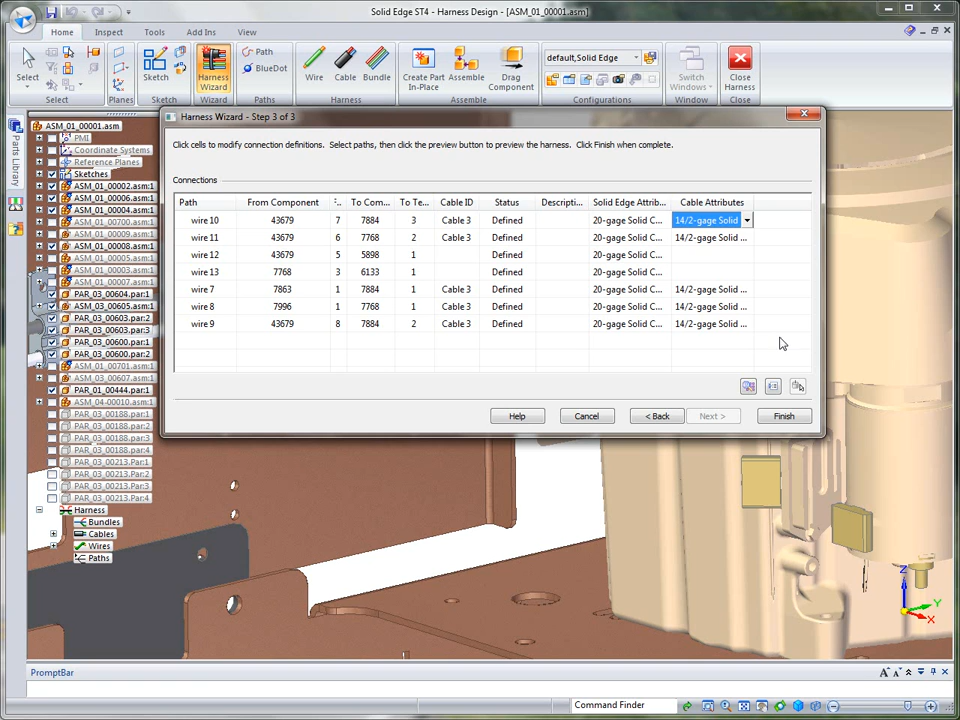 Solid Edge ST4 - Harness Design - [ASM_01_00001.asm]
Home Inspect Tools Add Ins View
Select
Planes
Sketch
Harness Wizard
Path
BlueDot
Wire
Cable
Bundle
Create Part In-Place
Assemble
Drag Component
default,Solid Edge
Switch Windows
Close Harness
Select Planes Sketch Wizard Paths Harness Assemble Configurations Window Close
Parts Library
ASM_01_00001.asm
PMI
Coordinate Systems
Reference Planes
Sketches
ASM_01_00002.asm:1
ASM_01_00006.asm:1
ASM_01_00004.asm:1
ASM_01_00700.asm:1
ASM_01_00009.asm:1
ASM_01_00008.asm:1
ASM_01_00005.asm:1
ASM_01_00003.asm:1
ASM_01_00007.asm:1
PAR_03_00604.par:1
ASM_03_00605.asm:1
PAR_03_00603.par:2
PAR_03_00603.par:3
PAR_03_00600.par:1
PAR_03_00600.par:2
ASM_01_00701.asm:1
ASM_03_00607.asm:1
PAR_01_00444.par:1
ASM_04-00010.asm:1
PAR_03_00188.par:1
PAR_03_00188.par:2
PAR_03_00188.par:3
PAR_03_00188.par:4
PAR_03_00213.Par:1
PAR_03_00213.Par:2
PAR_03_00213.Par:3
PAR_03_00213.Par:4
Harness
Bundles
Cables
Wires
Paths
Harness Wizard - Step 3 of 3
Click cells to modify connection definitions. Select paths, then click the preview button to preview the harness. Click Finish when complete.
Connections
Path From Component F... To Com... To Te... Cable ID Status Descripti... Solid Edge Attrib... Cable Attributes
wire 10 43679 7 7884 3 Cable 3 Defined 20-gage Solid C... 14/2-gage Solid
wire 11 43679 6 7768 2 Cable 3 Defined 20-gage Solid C... 14/2-gage Solid ...
wire 12 43679 5 5898 1 Defined 20-gage Solid C...
wire 13 7768 3 6133 1 Defined 20-gage Solid C...
wire 7 7863 1 7884 1 Cable 3 Defined 20-gage Solid C... 14/2-gage Solid ...
wire 8 7996 1 7768 1 Cable 3 Defined 20-gage Solid C... 14/2-gage Solid ...
wire 9 43679 8 7884 2 Cable 3 Defined 20-gage Solid C... 14/2-gage Solid ...
Help Cancel < Back Next > Finish
Z
Y
X
PromptBar
Command Finder